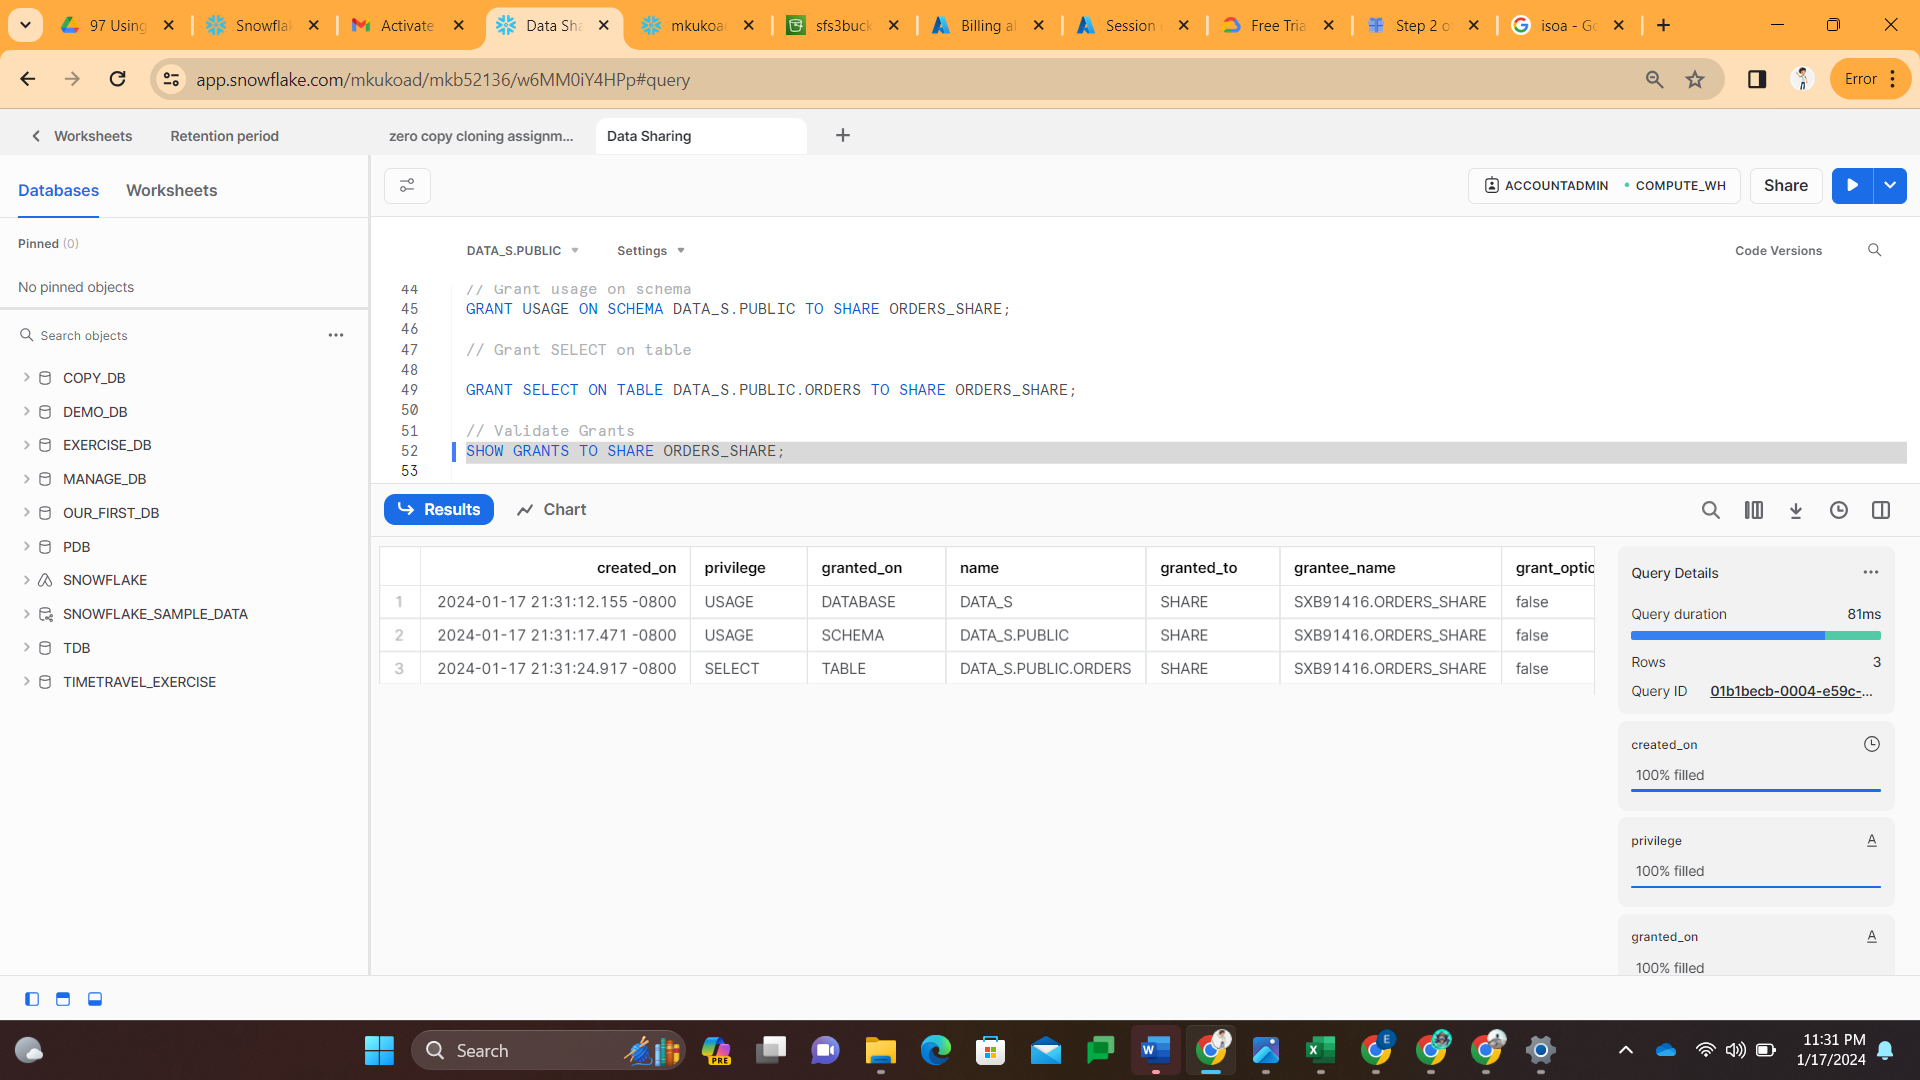 97 Using
Snowflak
Activate
Data Sha
mkukoad
sfs3buck
Billing al
Session
Free Tria
Step 2 o
isoa - Go
app.snowflake.com/mkukoad/mkb52136/w6MM0iY4HPp#query
Error
Worksheets
Retention period
zero copy cloning assignm...
Data Sharing
Databases
Worksheets
ACCOUNTADMIN
COMPUTE_WH
Share
Pinned (0)
No pinned objects
DATA_S.PUBLIC
Settings
Code Versions
Search objects
COPY_DB
DEMO_DB
EXERCISE_DB
MANAGE_DB
OUR_FIRST_DB
PDB
SNOWFLAKE
SNOWFLAKE_SAMPLE_DATA
TDB
TIMETRAVEL_EXERCISE
44 // Grant usage on schema
45 GRANT USAGE ON SCHEMA DATA_S.PUBLIC TO SHARE ORDERS_SHARE;
46
47 // Grant SELECT on table
48
49 GRANT SELECT ON TABLE DATA_S.PUBLIC.ORDERS TO SHARE ORDERS_SHARE;
50
51 // Validate Grants
52 SHOW GRANTS TO SHARE ORDERS_SHARE;
53
Results
Chart
created_on privilege granted_on name granted_to grantee_name grant_optio
1 2024-01-17 21:31:12.155 -0800 USAGE DATABASE DATA_S SHARE SXB91416.ORDERS_SHARE false
2 2024-01-17 21:31:17.471 -0800 USAGE SCHEMA DATA_S.PUBLIC SHARE SXB91416.ORDERS_SHARE false
3 2024-01-17 21:31:24.917 -0800 SELECT TABLE DATA_S.PUBLIC.ORDERS SHARE SXB91416.ORDERS_SHARE false
Query Details
Query duration 81ms
Rows 3
Query ID 01b1becb-0004-e59c-...
created_on
100% filled
privilege
A
100% filled
granted_on
A
100% filled
Search
PRE
W
X
E
11:31 PM
1/17/2024